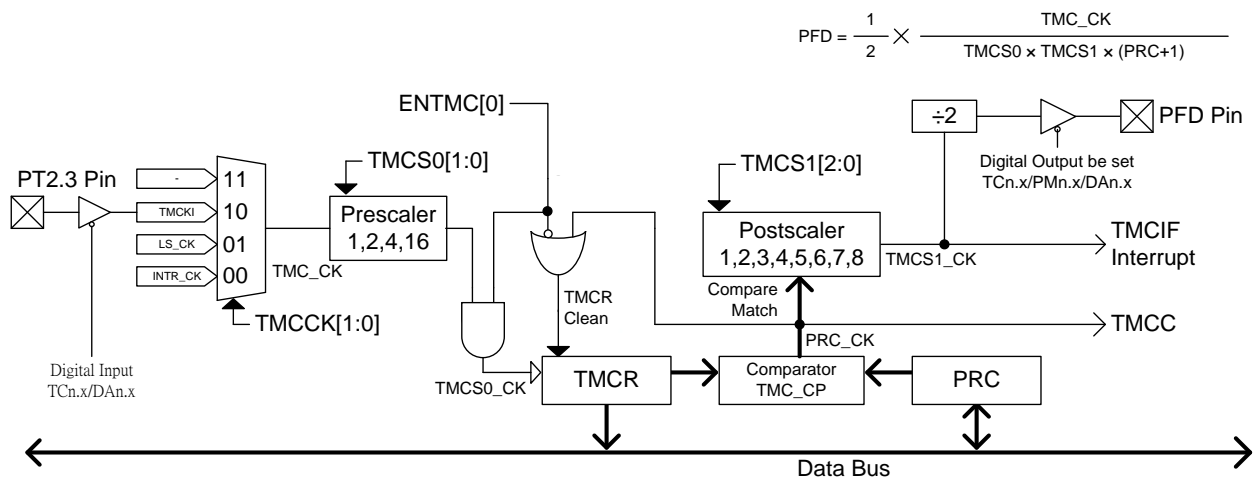 PFD = 1/2 × TMC_CK / TMCS0 × TMCS1 × (PRC+1)
ENTMC[0]
÷2
PFD Pin
TMCS0[1:0]
TMCS1[2:0]
Digital Output be set
TCn.x/PMn.x/DAn.x
PT2.3 Pin
- 11
TMCKI 10
LS_CK 01
INTR_CK 00
TMC_CK
TMCCK[1:0]
Prescaler
1,2,4,16
Postscaler
1,2,3,4,5,6,7,8
TMCS1_CK
TMCIF
Interrupt
TMCR
Clean
Compare
Match
TMCC
PRC_CK
Digital Input
TCn.x/DAn.x
TMCS0_CK
TMCR
Comparator
TMC_CP
PRC
Data Bus